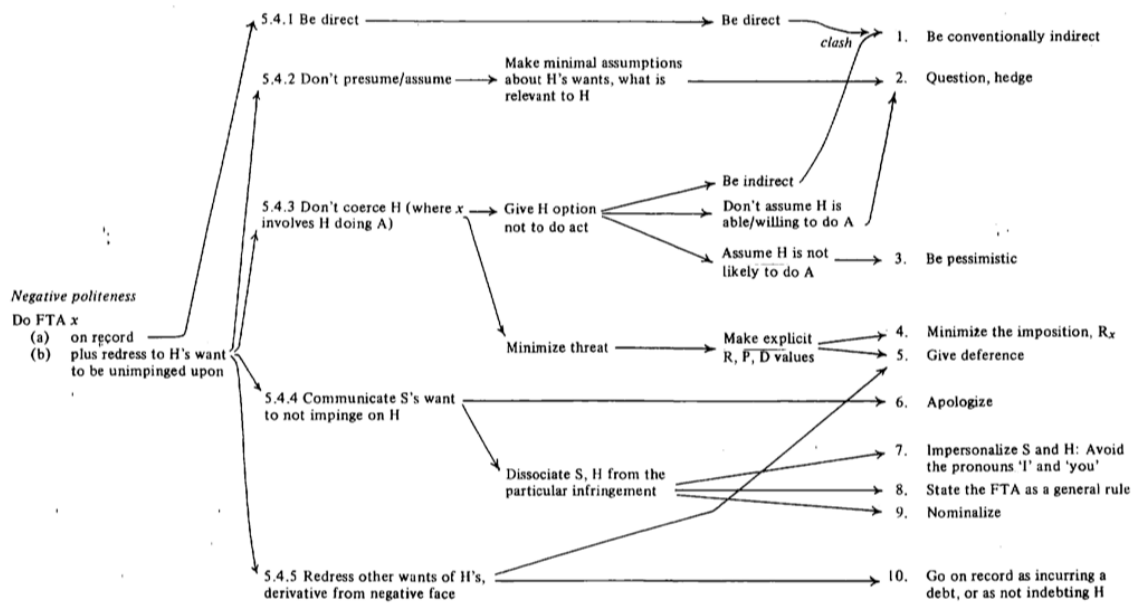 5.4.1 Be direct
Be direct
clash
1. Be conventionally indirect
5.4.2 Don't presume/assume
Make minimal assumptions
about H's wants, what is
relevant to H
2. Question, hedge
5.4.3 Don't coerce H (where x
involves H doing A)
Give H option
not to do act
Be indirect
Don't assume H is
able/willing to do A
Assume H is not
likely to do A
3. Be pessimistic
Negative politeness
Do FTA x
(a) on record
(b) plus redress to H's want
to be unimpinged upon
Minimize threat
Make explicit
R, P, D values
4. Minimize the imposition, Rx
5. Give deference
5.4.4 Communicate S's want
to not impinge on H
6. Apologize
Dissociate S, H from the
particular infringement
7. Impersonalize S and H: Avoid
the pronouns 'I' and 'you'
8. State the FTA as a general rule
9. Nominalize
5.4.5 Redress other wants of H's,
derivative from negative face
10. Go on record as incurring a
debt, or as not indebting H